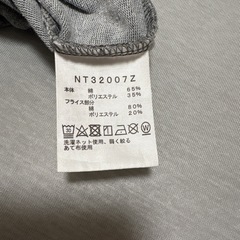 NT32007Z
本体 綿 65%
ポリエステル 35%
フライス部分
綿 80%
ポリエステル 20%
洗濯ネット使用、弱く絞る
あて布使用